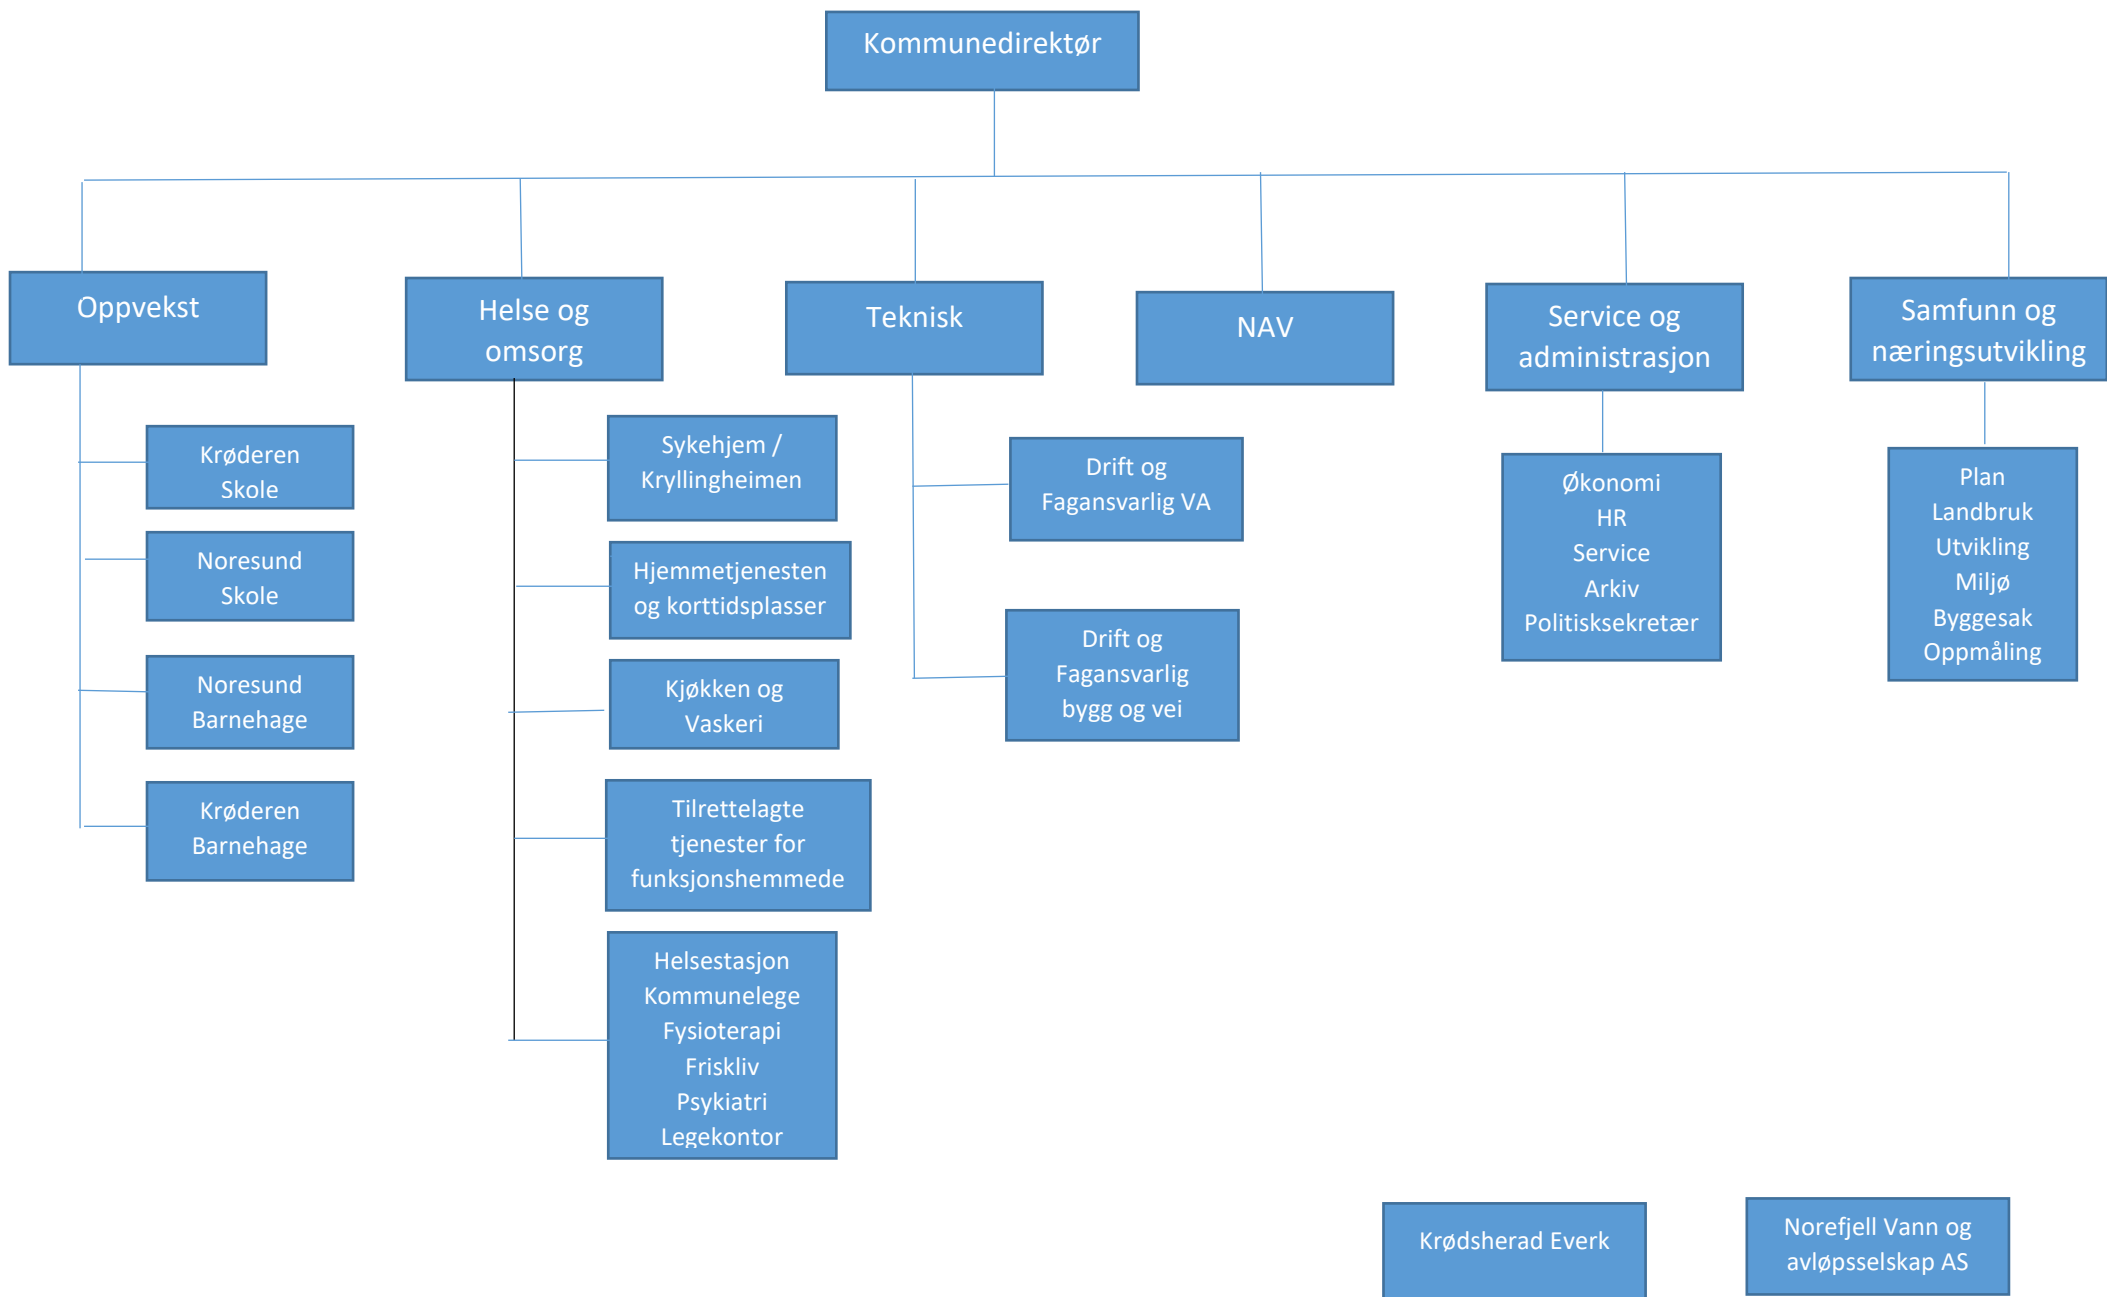 Kommunedirektør
Oppvekst
Helse og
omsorg
Teknisk
NAV
Service og
administrasjon
Samfunn og
næringsutvikling
Krøderen
Skole
Noresund
Skole
Noresund
Barnehage
Krøderen
Barnehage
Sykehjem /
Kryllingheimen
Hjemmetjenesten
og korttidsplasser
Kjøkken og
Vaskeri
Tilrettelagte
tjenester for
funksjonshemmede
Helsestasjon
Kommunelege
Fysioterapi
Friskliv
Psykiatri
Legekontor
Drift og
Fagansvarlig VA
Drift og
Fagansvarlig
bygg og vei
Økonomi
HR
Service
Arkiv
Politisksekretær
Plan
Landbruk
Utvikling
Miljø
Byggesak
Oppmåling
Krødsherad Everk
Norefjell Vann og
avløpsselskap AS